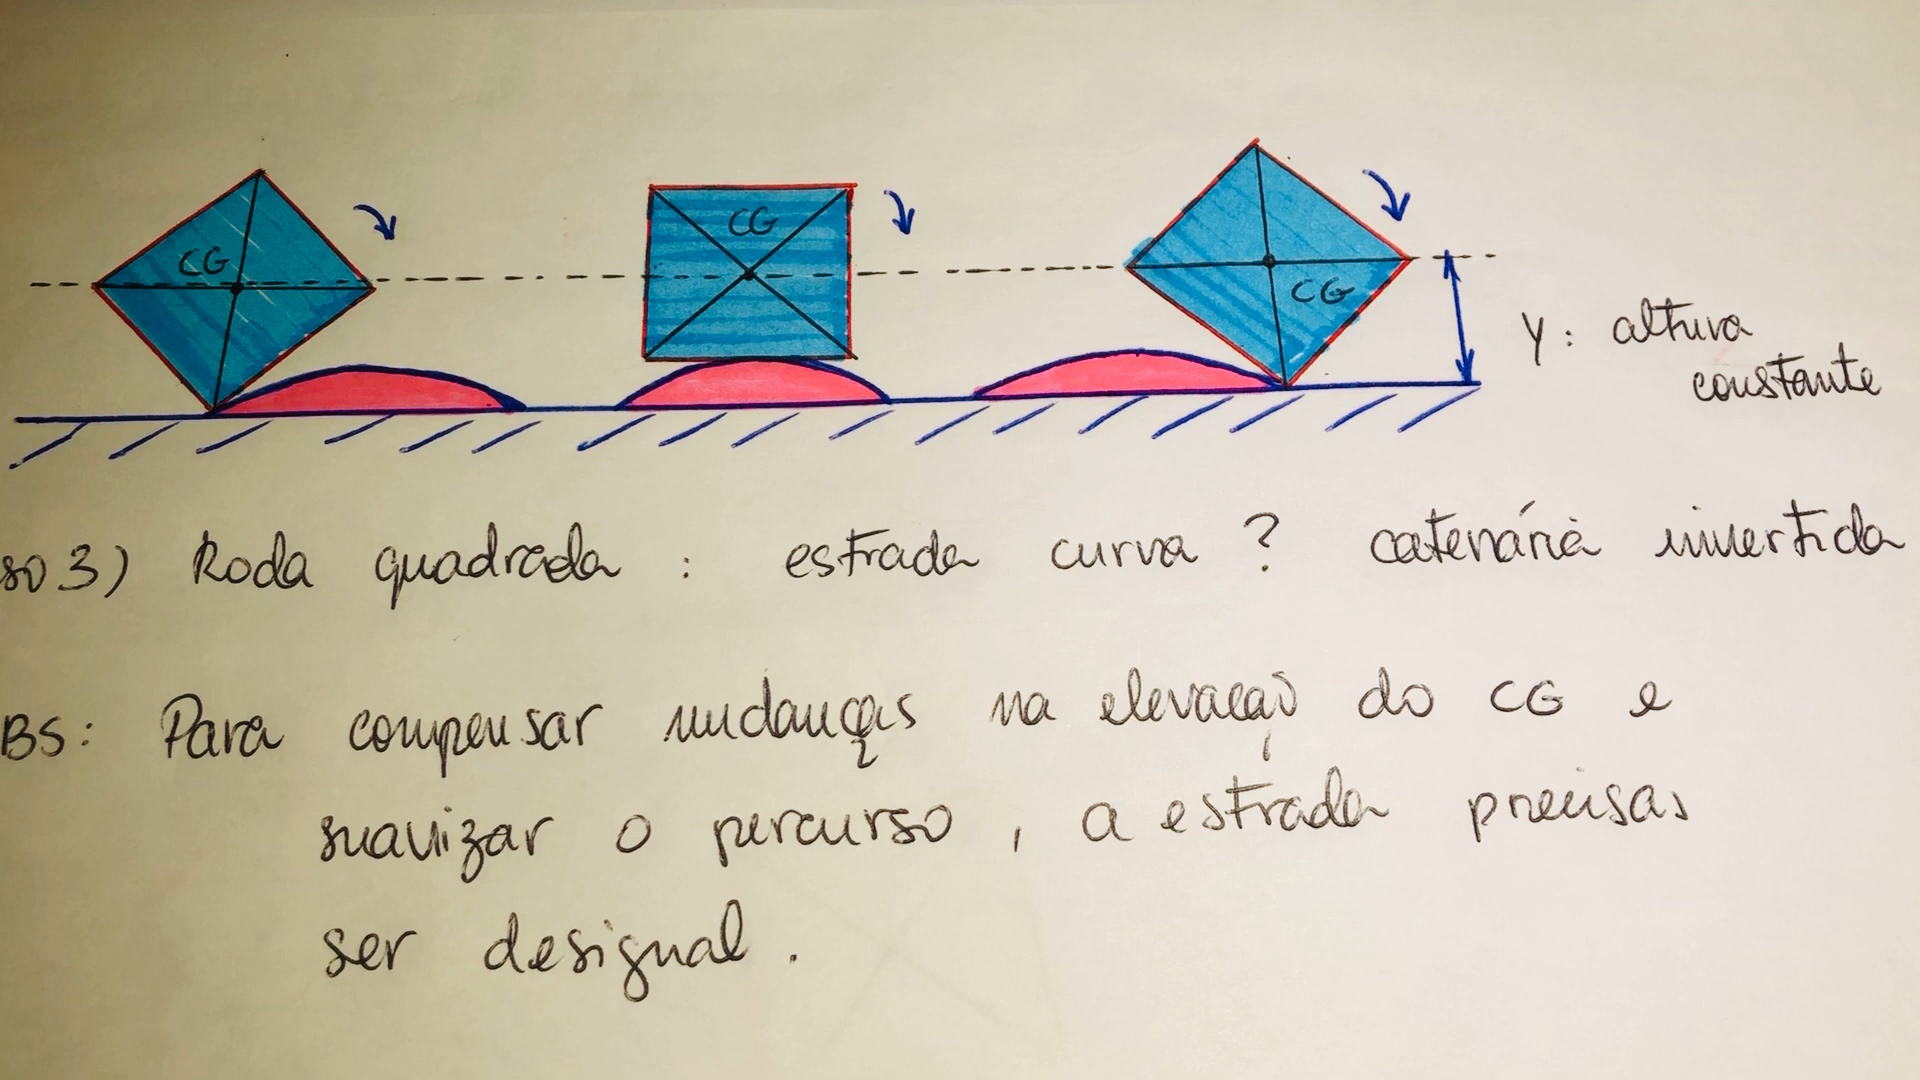 CG
CG
CG
Y: altura
constante
so 3) Roda quadrada : estrada curva ? catenária invertida
BS: Para compensar mudanças na elevação do CG e
suavizar o percurso, a estrada precisas
ser desigual.